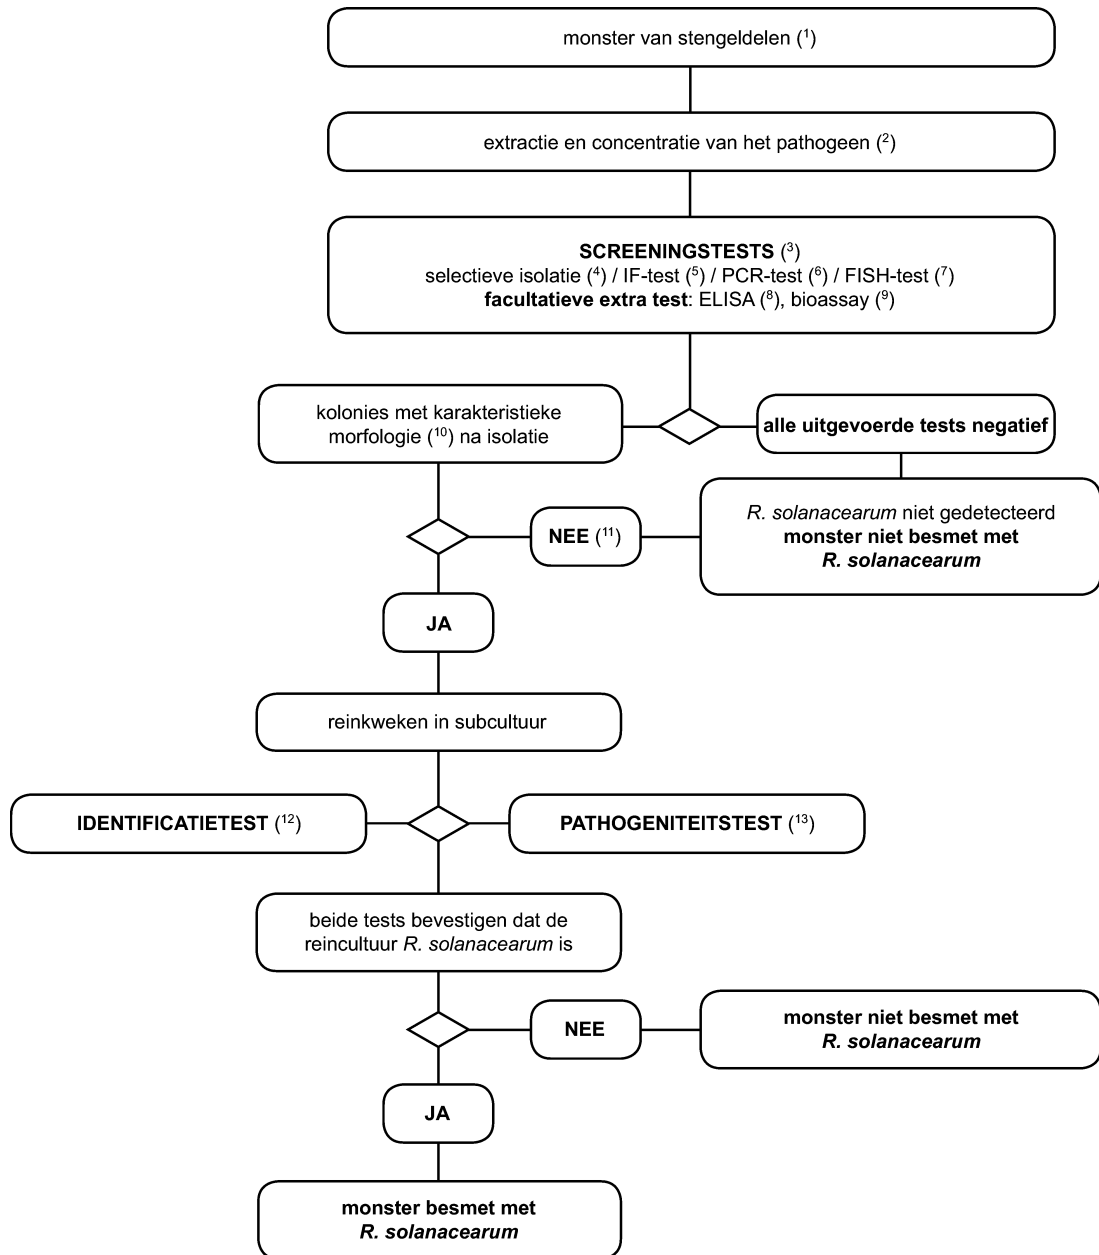 monster van stengeldelen (¹)
extractie en concentratie van het pathogeen (²)
SCREENINGSTESTS (³)
selectieve isolatie (⁴) / IF-test (⁵) / PCR-test (⁶) / FISH-test (⁷)
facultatieve extra test: ELISA (⁸), bioassay (⁹)
kolonies met karakteristieke
morfologie (¹⁰) na isolatie
alle uitgevoerde tests negatief
R. solanacearum niet gedetecteerd
monster niet besmet met
R. solanacearum
NEE (¹¹)
JA
reinkweken in subcultuur
IDENTIFICATIETEST (¹²)
PATHOGENITEITSTEST (¹³)
beide tests bevestigen dat de
reincultuur R. solanacearum is
NEE
monster niet besmet met
R. solanacearum
JA
monster besmet met
R. solanacearum